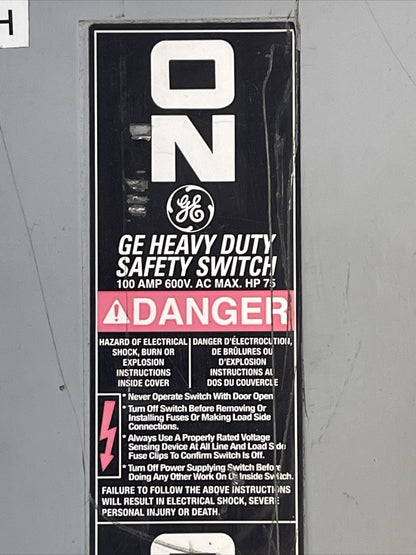 H
ON
GE
GE HEAVY DUTY
SAFETY SWITCH
100 AMP 600V. AC MAX. HP 75
DANGER
HAZARD OF ELECTRICAL
SHOCK, BURN OR
EXPLOSION
INSTRUCTIONS
INSIDE COVER
DANGER D'ÉLECTROCUTION,
DE BRÛLURES OU
D'EXPLOSION
INSTRUCTIONS AU
DOS DU COUVERCLE
* Never Operate Switch With Door Open
* Turn Off Switch Before Removing Or
Installing Fuses Or Making Load Side
Connections.
* Always Use A Properly Rated Voltage
Sensing Device At All Line And Load Side
Fuse Clips To Confirm Switch Is Off.
* Turn Off Power Supplying Switch Before
Doing Any Other Work On Or Inside Switch.
FAILURE TO FOLLOW THE ABOVE INSTRUCTIONS
WILL RESULT IN ELECTRICAL SHOCK, SEVERE
PERSONAL INJURY OR DEATH.